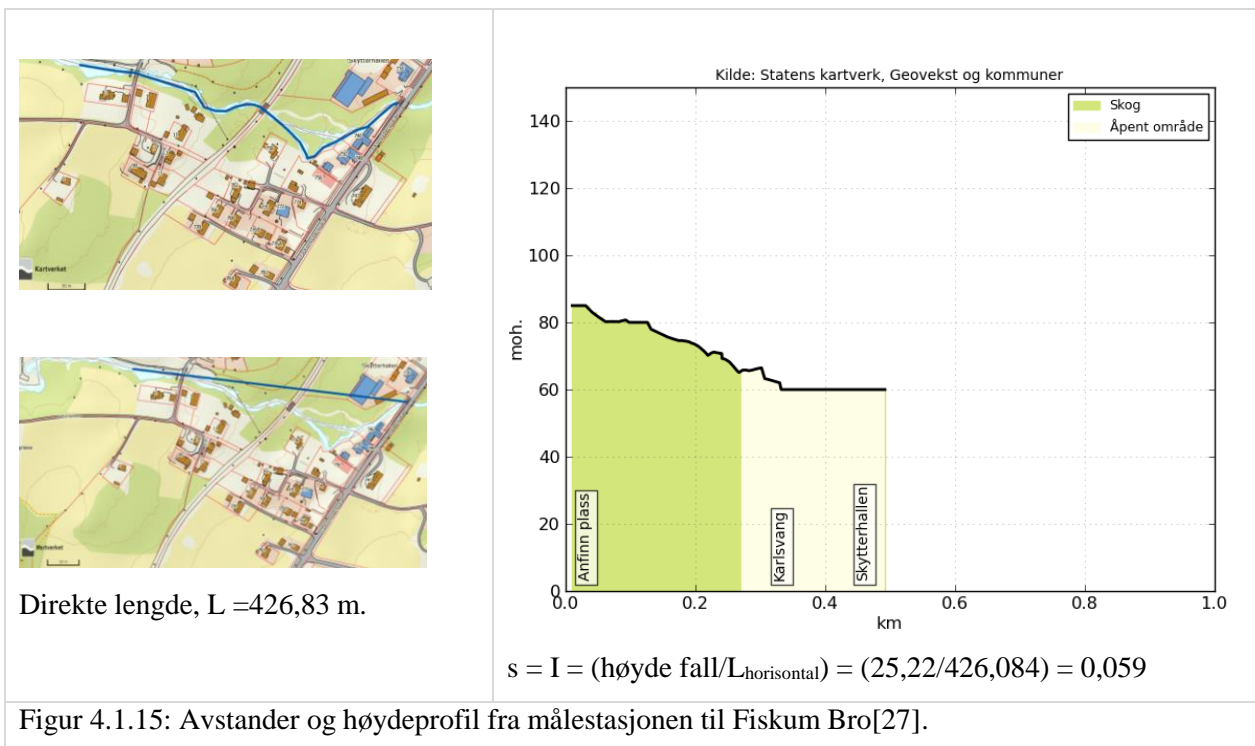 Skytterhallen
Kartverket
Skytterhallen
Kartverket
Direkte lengde, L =426,83 m.
Kilde: Statens kartverk, Geovekst og kommuner
Skog
Åpent område
140
120
100
80
60
40
20
0
moh.
Anfinn plass
Karlsvang
Skytterhallen
0.0 0.2 0.4 0.6 0.8 1.0
km
s = I = (høyde fall/Lhorisontal) = (25,22/426,084) = 0,059
Figur 4.1.15: Avstander og høydeprofil fra målestasjonen til Fiskum Bro[27].